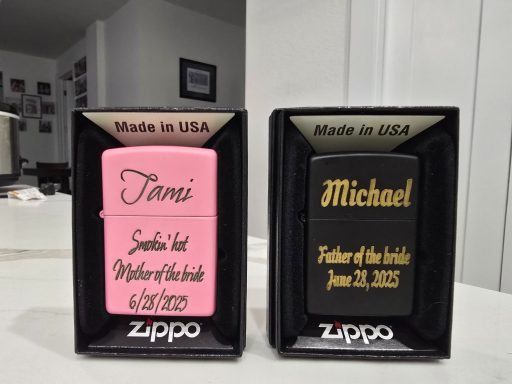 Made in USA
Tami
Smokin' hot
Mother of the bride
6/28/2025
zippo
Made in USA
Michael
Father of the bride
June 28, 2025
zippo